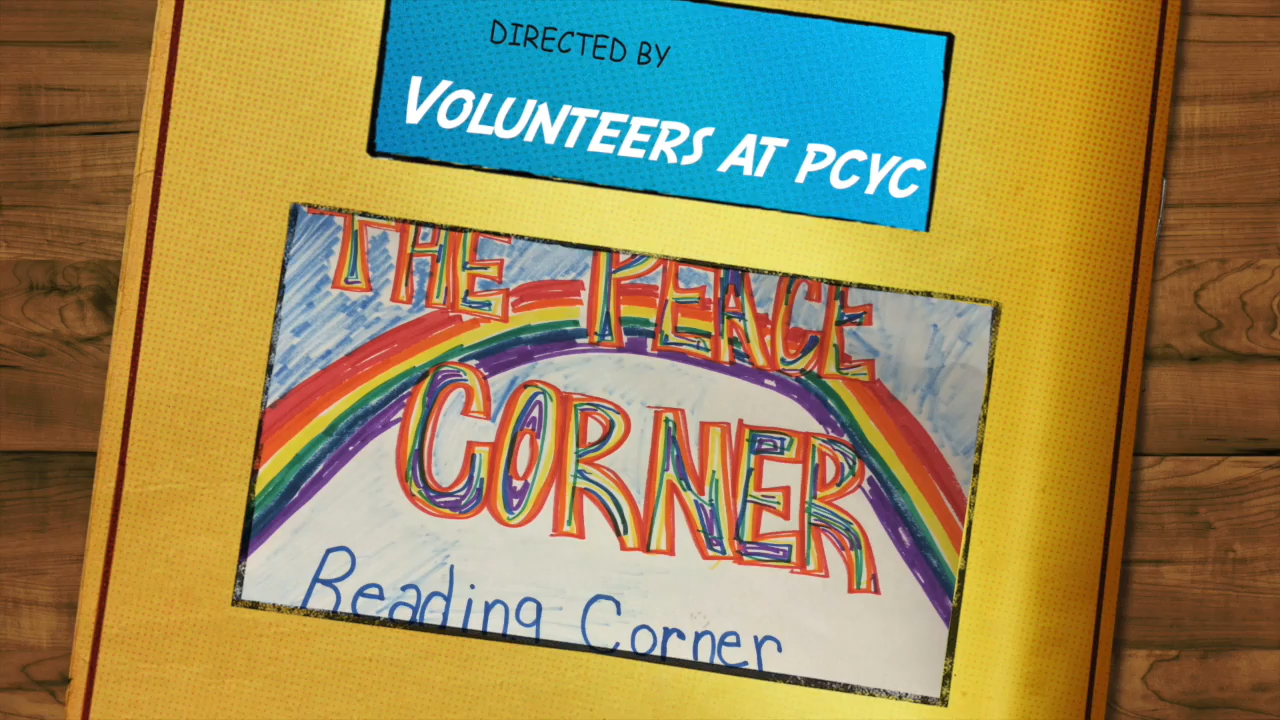 DIRECTED BY
VOLUNTEERS AT PCYC
THE PEACE
CORNER
Reading Corner